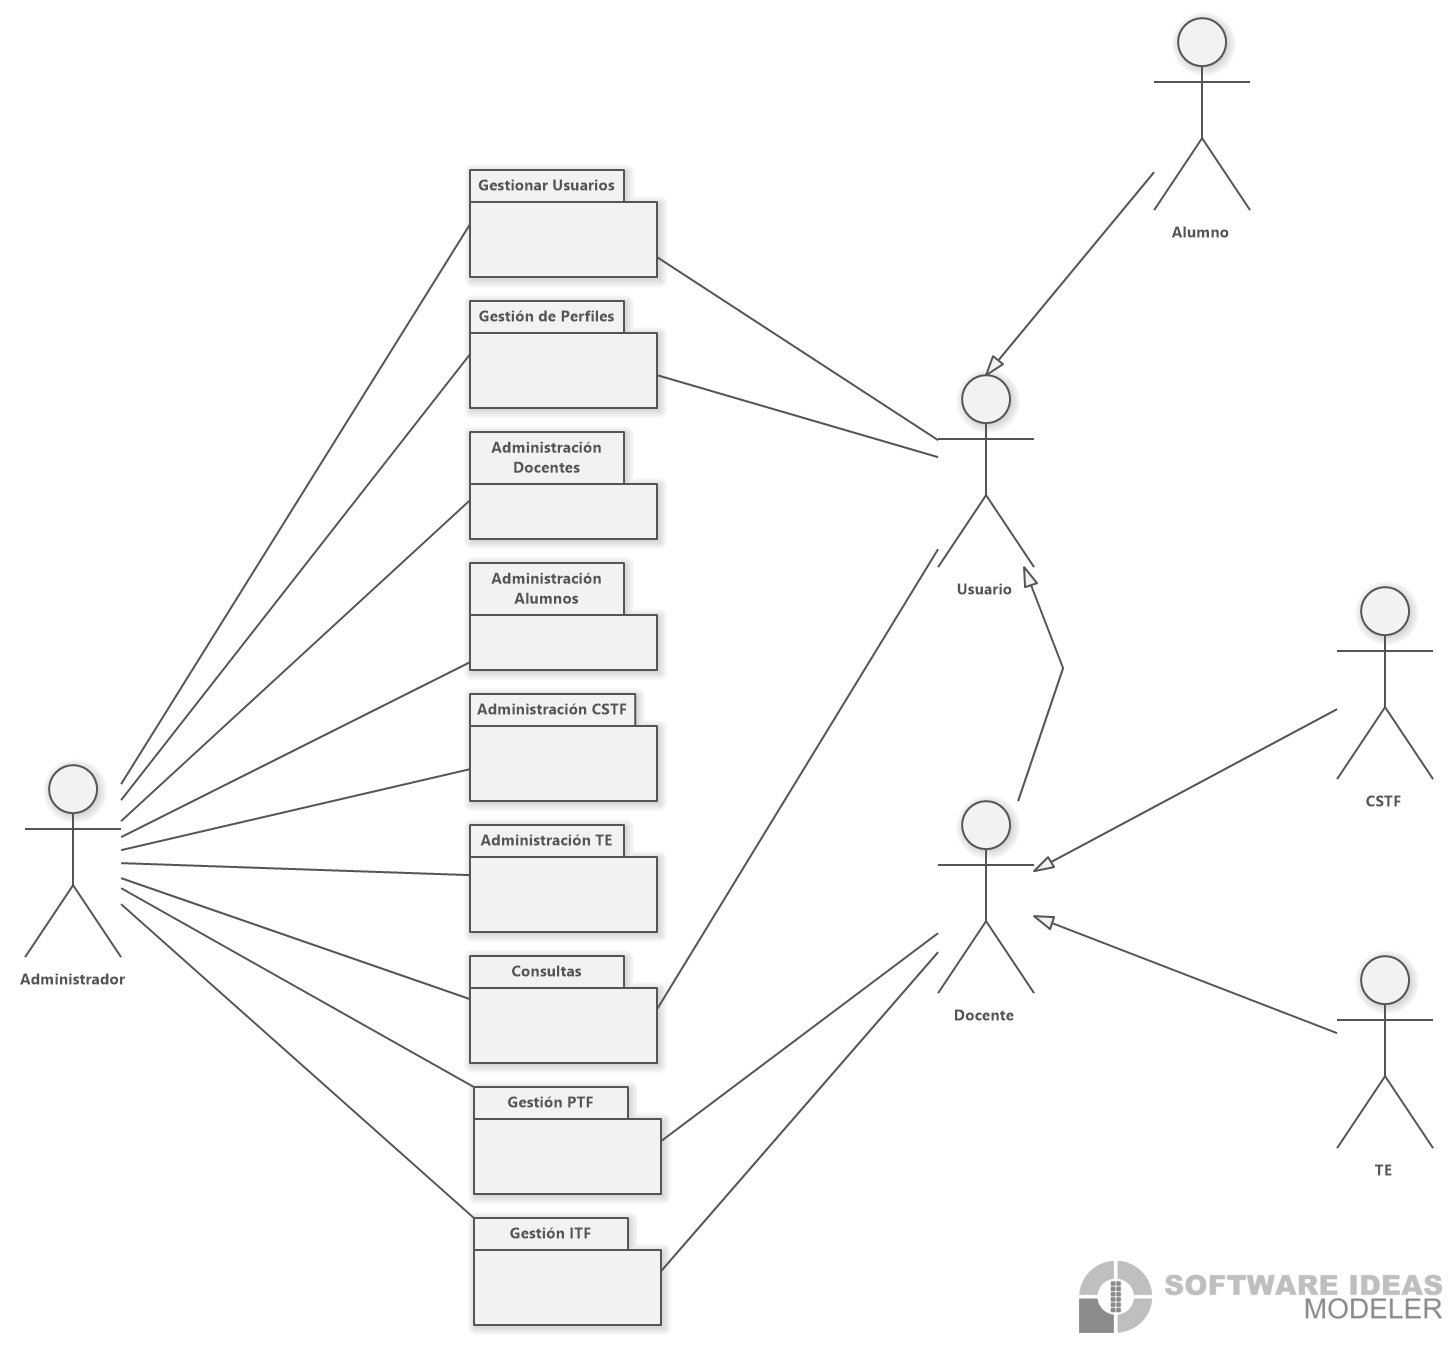 Alumno
Gestionar Usuarios
Gestión de Perfiles
Administración
Docentes
Usuario
Administración
Alumnos
Administración CSTF
CSTF
Administración TE
Administrador
Consultas
Docente
Gestión PTF
TE
Gestión ITF
SOFTWARE IDEAS
MODELER